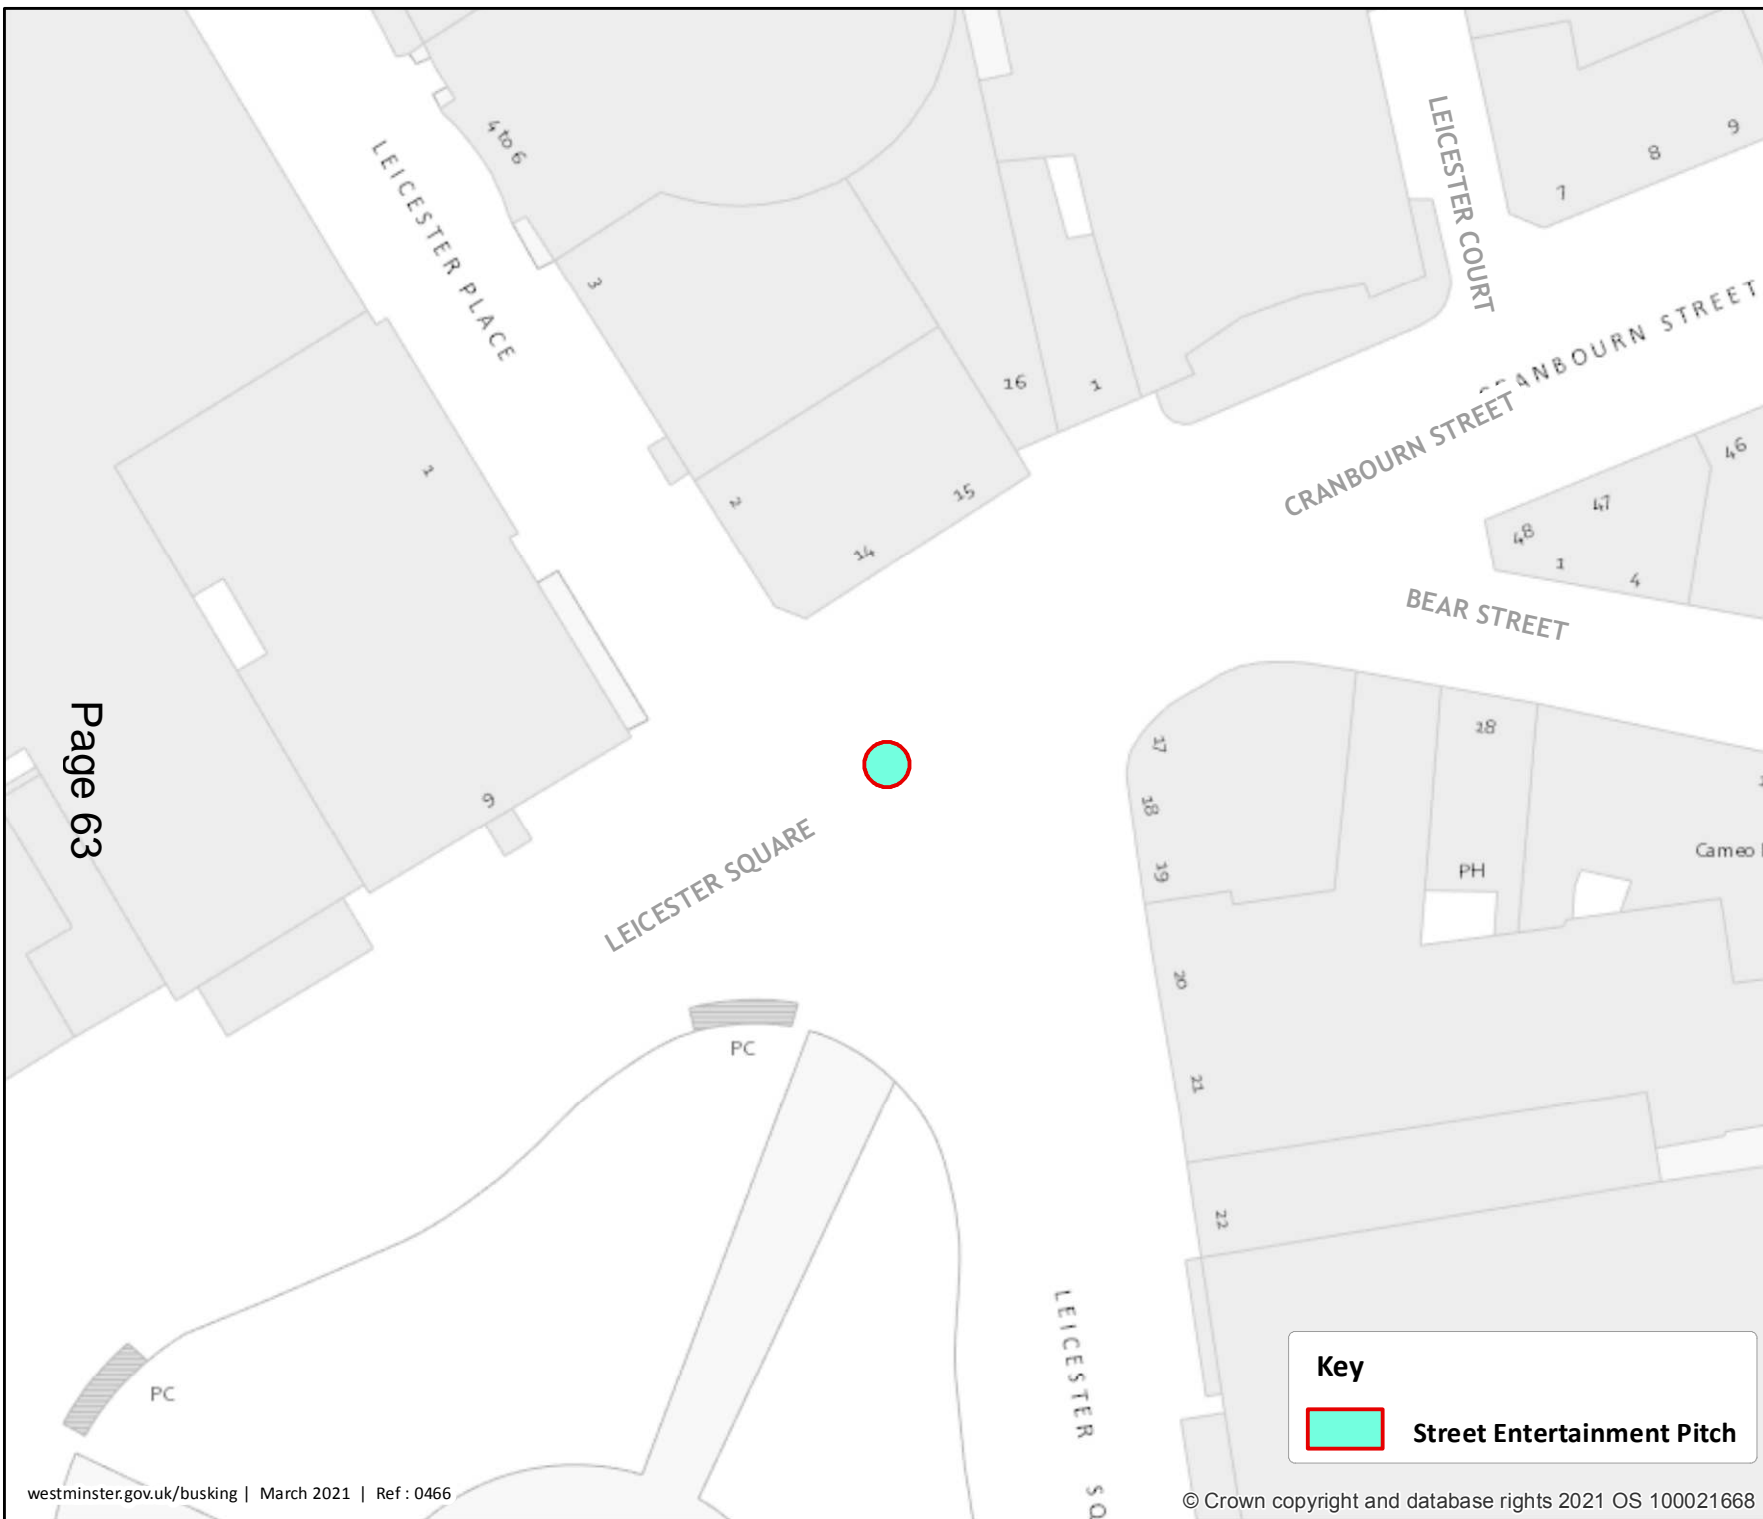 4 to 6
LEICESTER PLACE
LEICESTER COURT
9
8
7
3
CRANBOURN STREET
16
1
CRANBOURN STREET
46
1
2
15
47
48
14
1
4
BEAR STREET
Page 63
17
18
28
9
18
LEICESTER SQUARE
19
PH
Cameo
20
PC
21
22
LEICESTER SQ
Key
PC
Street Entertainment Pitch
westminster.gov.uk/busking | March 2021 | Ref : 0466
© Crown copyright and database rights 2021 OS 100021668